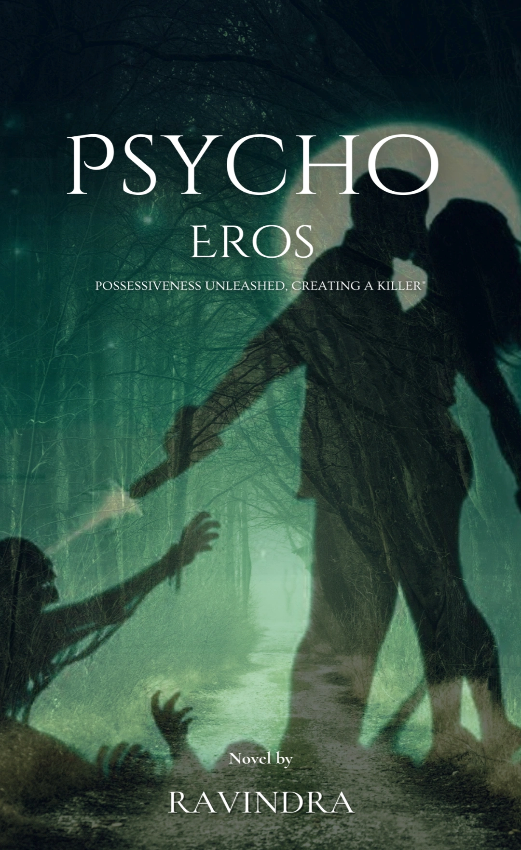 PSYCHO
EROS
POSSESSIVENESS UNLEASHED, CREATING A KILLER"
Novel by
RAVINDRA